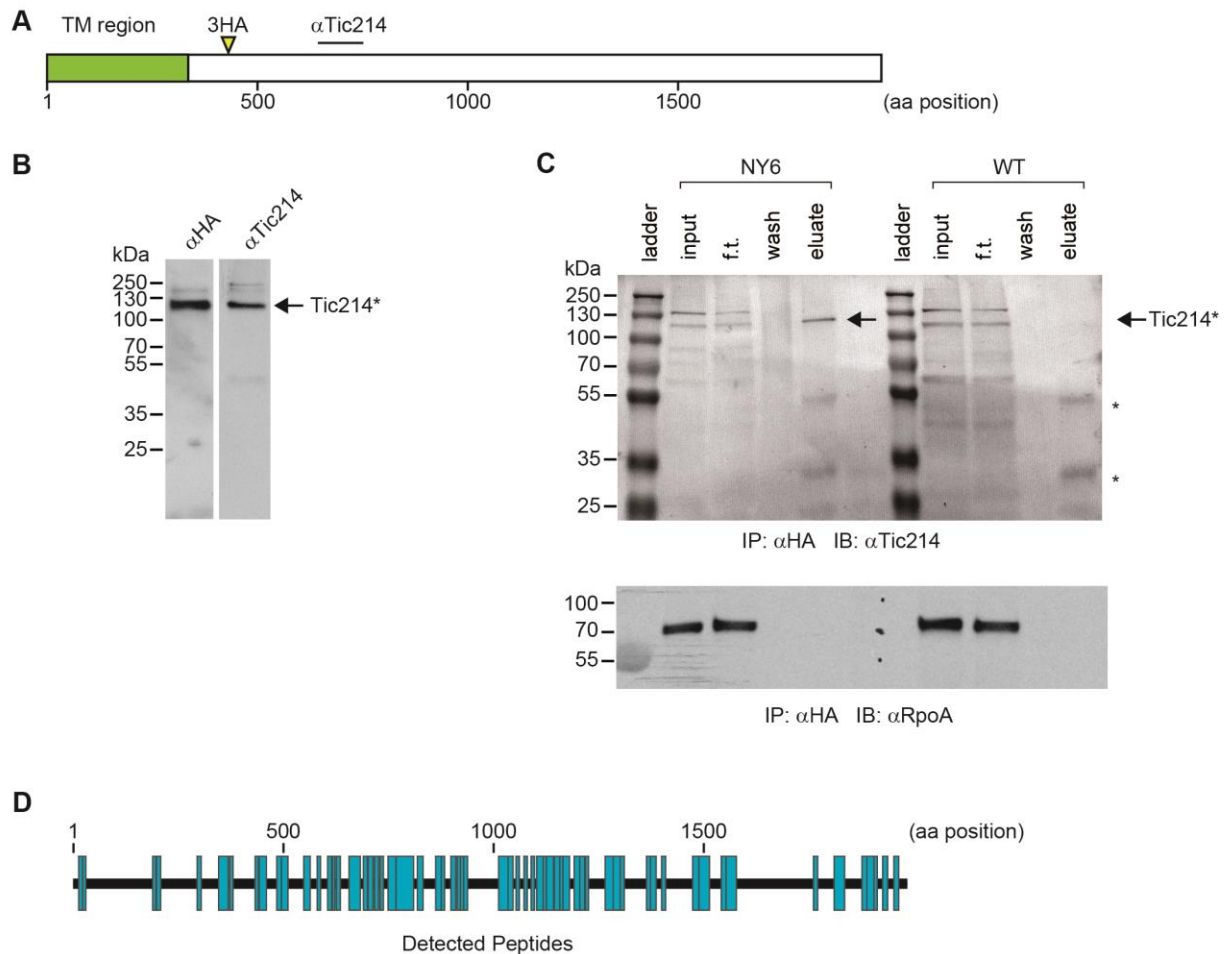 A
TM region 3HA αTic214
1 500 1000 1500 (aa position)
B
αHA αTic214
kDa
250
130
100
70
55
35
25
Tic214*
C
NY6 WT
ladder input f.t. wash eluate ladder input f.t. wash eluate
kDa
250
130
100
70
55
35
25
Tic214*
*
*
IP: αHA IB: αTic214
100
70
55
IP: αHA IB: αRpoA
D
1 500 1000 1500 (aa position)
Detected Peptides